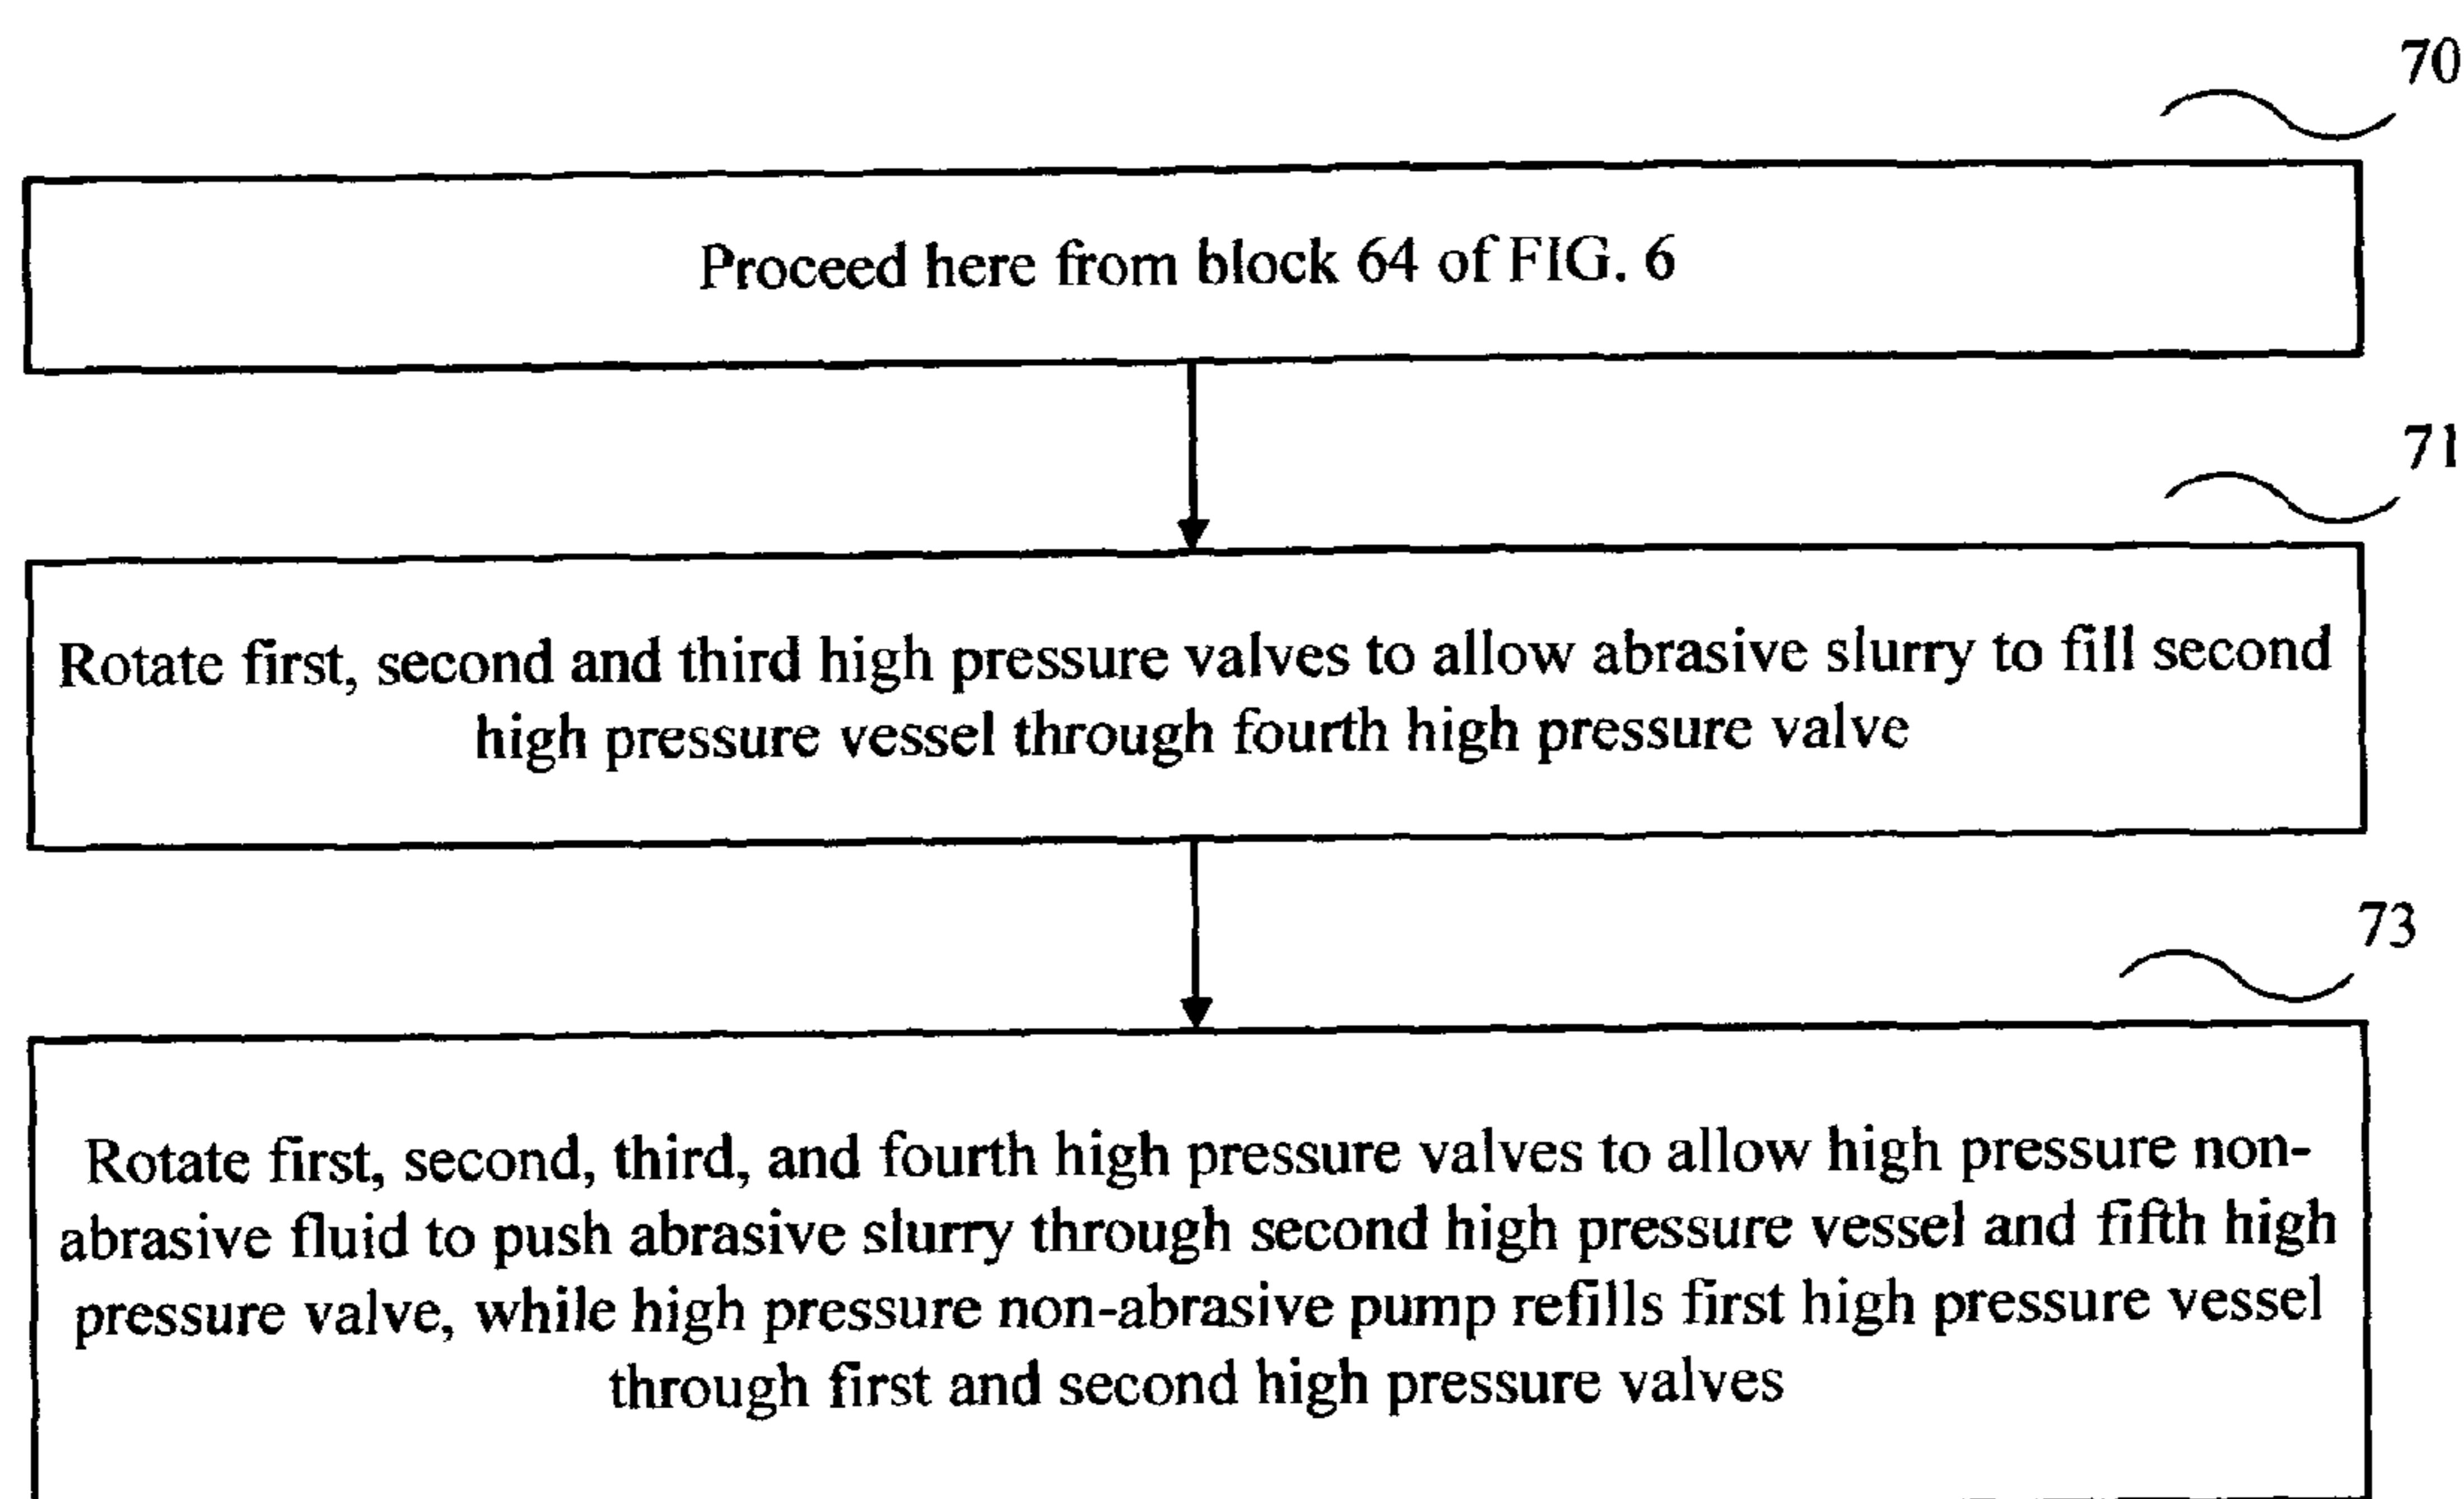 70
Proceed here from block 64 of FIG. 6
71
Rotate first, second and third high pressure valves to allow abrasive slurry to fill second
high pressure vessel through fourth high pressure valve
73
Rotate first, second, third, and fourth high pressure valves to allow high pressure non-
abrasive fluid to push abrasive slurry through second high pressure vessel and fifth high
pressure valve, while high pressure non-abrasive pump refills first high pressure vessel
through first and second high pressure valves